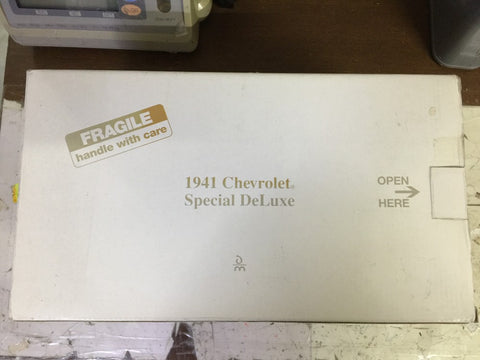 FRAGILE
handle with care
1941 Chevrolet®
Special DeLuxe
OPEN
HERE